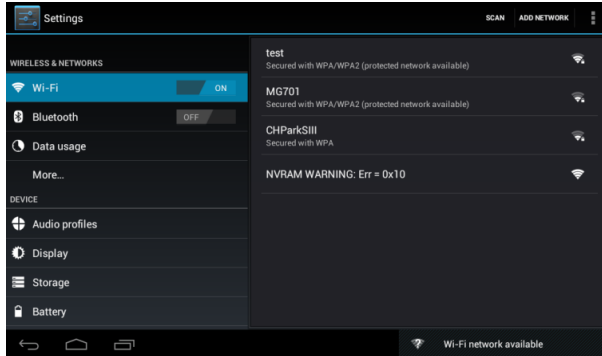 Settings
SCAN ADD NETWORK
WIRELESS & NETWORKS
Wi-Fi ON
Bluetooth OFF
Data usage
More...
DEVICE
Audio profiles
Display
Storage
Battery
test
Secured with WPA/WPA2 (protected network available)
MG701
Secured with WPA/WPA2 (protected network available)
CHParkSIII
Secured with WPA
NVRAM WARNING: Err = 0x10
Wi-Fi network available